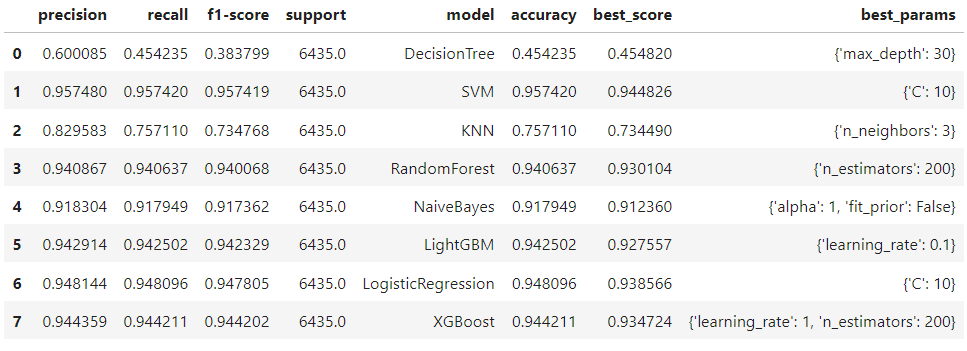 precision recall f1-score support model accuracy best_score best_params
0 0.600085 0.454235 0.383799 6435.0 DecisionTree 0.454235 0.454820 {'max_depth': 30}
1 0.957480 0.957420 0.957419 6435.0 SVM 0.957420 0.944826 {'C': 10}
2 0.829583 0.757110 0.734768 6435.0 KNN 0.757110 0.734490 {'n_neighbors': 3}
3 0.940867 0.940637 0.940068 6435.0 RandomForest 0.940637 0.930104 {'n_estimators': 200}
4 0.918304 0.917949 0.917362 6435.0 NaiveBayes 0.917949 0.912360 {'alpha': 1, 'fit_prior': False}
5 0.942914 0.942502 0.942329 6435.0 LightGBM 0.942502 0.927557 {'learning_rate': 0.1}
6 0.948144 0.948096 0.947805 6435.0 LogisticRegression 0.948096 0.938566 {'C': 10}
7 0.944359 0.944211 0.944202 6435.0 XGBoost 0.944211 0.934724 {'learning_rate': 1, 'n_estimators': 200}